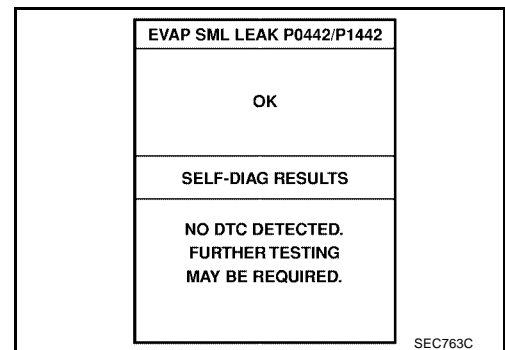 EVAP SML LEAK P0442/P1442
OK
SELF-DIAG RESULTS
NO DTC DETECTED.
FURTHER TESTING
MAY BE REQUIRED.
SEC763C